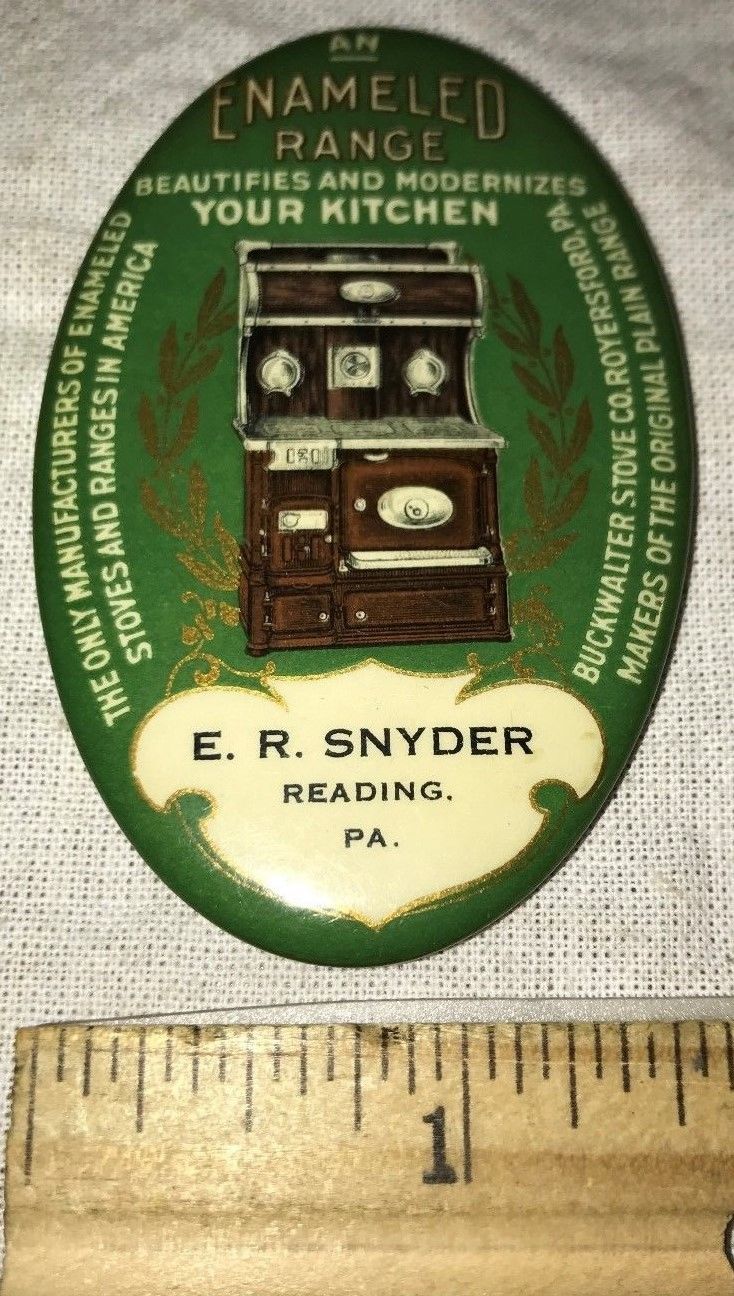 AN
ENAMELED
RANGE
BEAUTIFIES AND MODERNIZES
YOUR KITCHEN
THE ONLY MANUFACTURERS OF ENAMELED
STOVES AND RANGES IN AMERICA
BUCKWALTER STOVE CO. ROYERSFORD, PA.
MAKERS OF THE ORIGINAL PLAIN RANGE
E. R. SNYDER
READING.
PA.
1